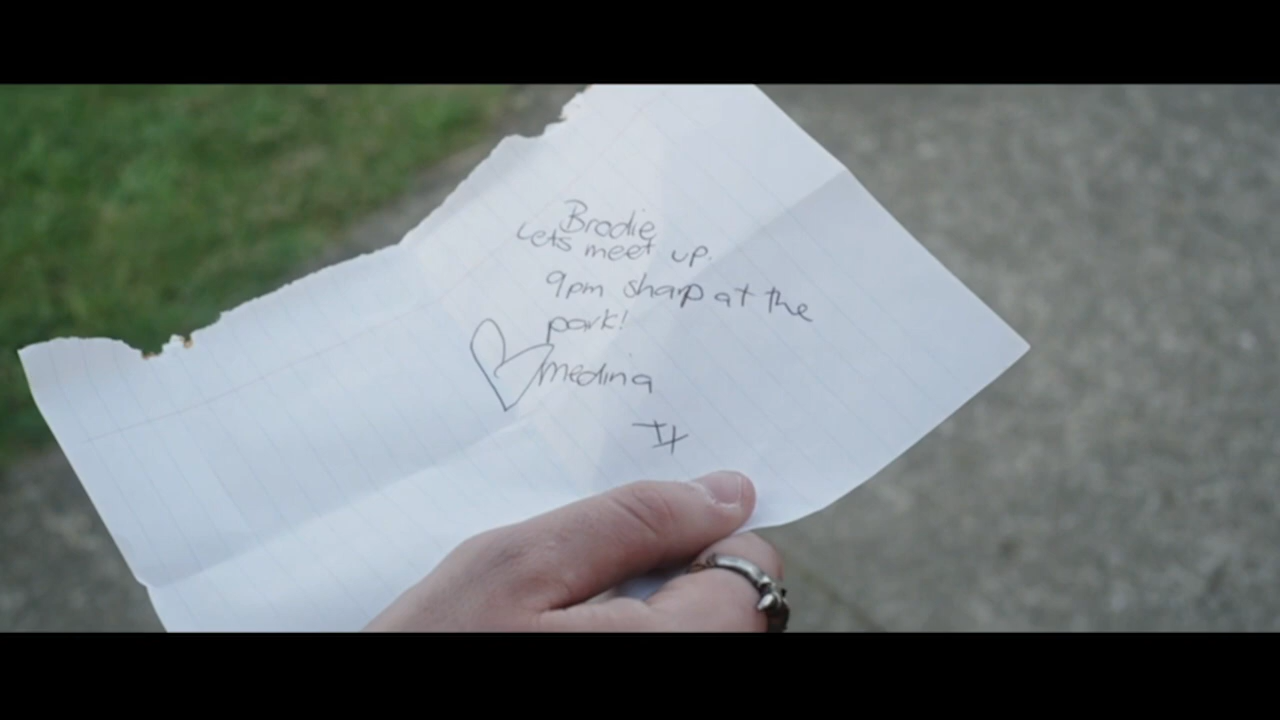 Brodie
Lets meet up.
9pm sharp at the
park!
medina